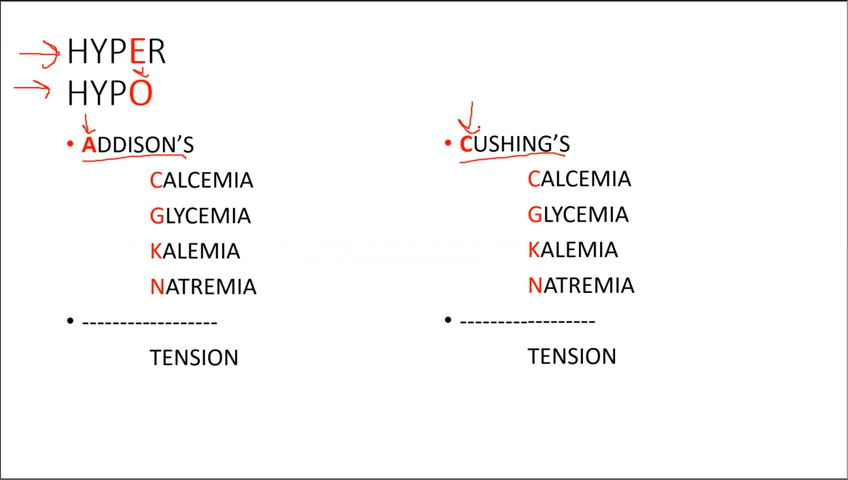 HYPER
HYPO
• ADDISON'S
CALCEMIA
GLYCEMIA
KALEMIA
NATREMIA
• ------------------
TENSION
• CUSHING'S
CALCEMIA
GLYCEMIA
KALEMIA
NATREMIA
• ------------------
TENSION